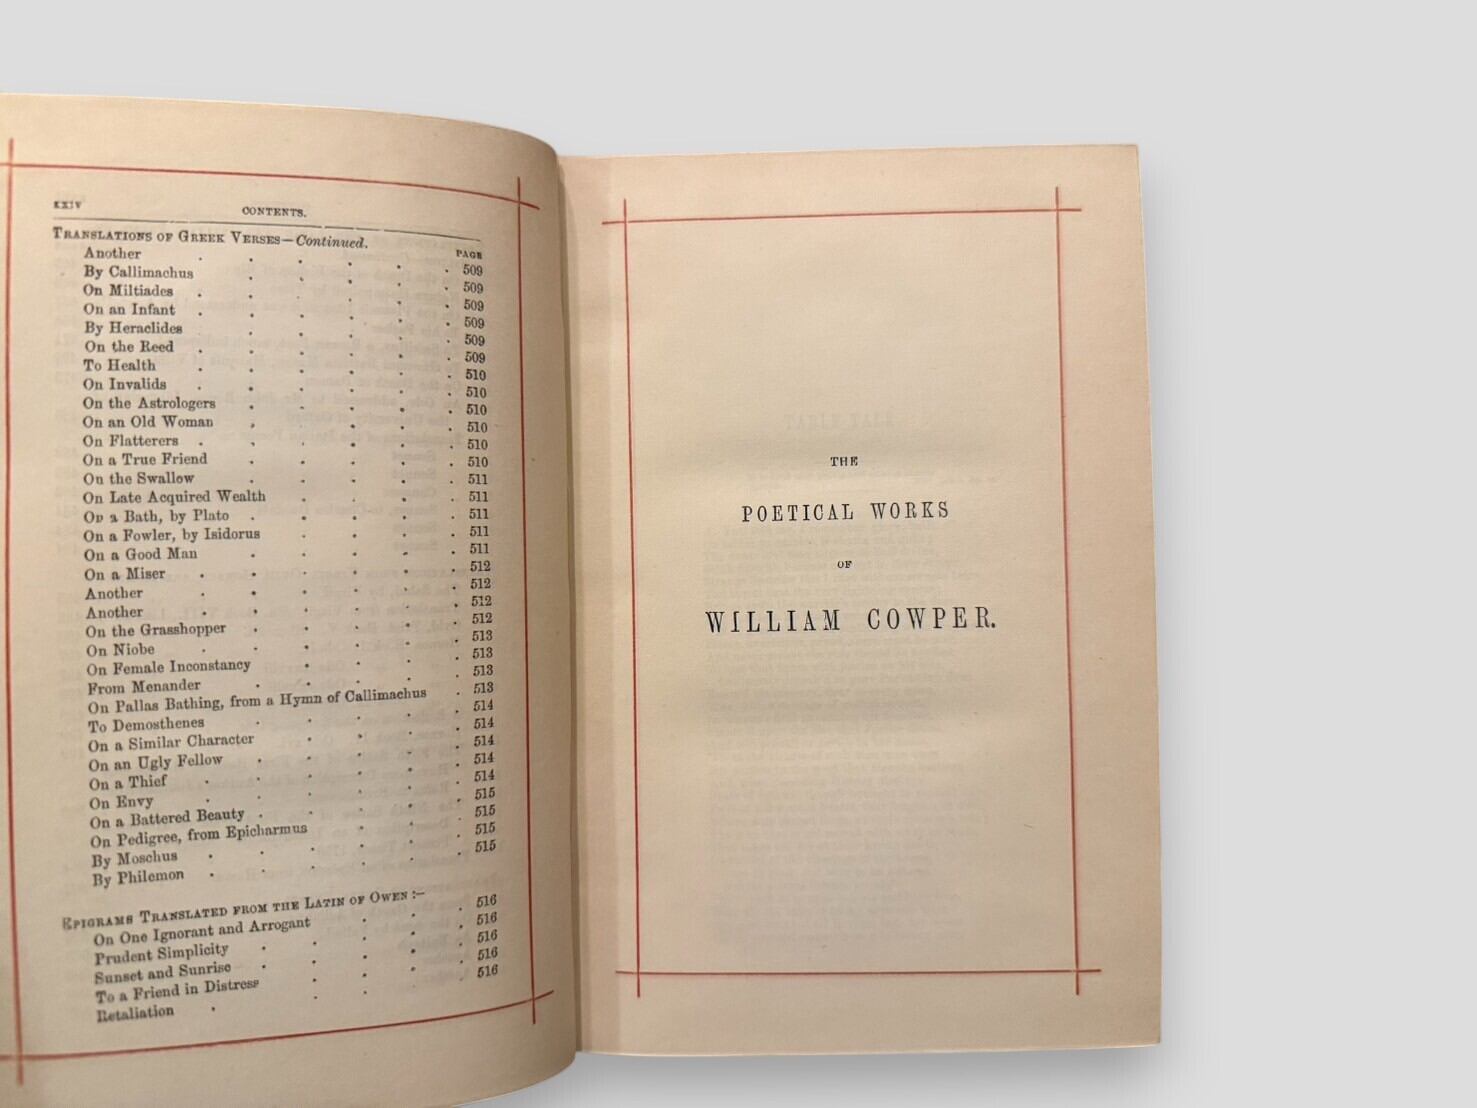 xxiv CONTENTS.
TRANSLATIONS OF GREEK VERSES—Continued.
PAGE
Another . . . . . . 509
By Callimachus . . . . . 509
On Miltiades . . . . . . 509
On an Infant . . . . . . 509
By Heraclides . . . . . 509
On the Reed . . . . . . 509
To Health . . . . . . 510
On Invalids . . . . . . 510
On the Astrologers . . . . . 510
On an Old Woman . . . . . 510
On Flatterers . . . . . . 510
On a True Friend . . . . . 510
On the Swallow . . . . . 511
On Late Acquired Wealth . . . . 511
On a Bath, by Plato . . . . . 511
On a Fowler, by Isidorus . . . . 511
On a Good Man . . . . . 511
On a Miser . . . . . . 512
Another . . . . . . 512
Another . . . . . . 512
On the Grasshopper . . . . . 512
On Niobe . . . . . . 513
On Female Inconstancy . . . . 513
From Menander . . . . . 513
On Pallas Bathing, from a Hymn of Callimachus . 513
To Demosthenes . . . . . 514
On a Similar Character . . . . 514
On an Ugly Fellow . . . . . 514
On a Thief . . . . . . 514
On Envy . . . . . . 514
On a Battered Beauty . . . . . 515
On Pedigree, from Epicharmus . . . 515
By Moschus . . . . . . 515
By Philemon . . . . . . 515
EPIGRAMS TRANSLATED FROM THE LATIN OF OWEN :—
On One Ignorant and Arrogant . . . 516
Prudent Simplicity . . . . . 516
Sunset and Sunrise . . . . . 516
To a Friend in Distress . . . . 516
Retaliation . . . . . . 516
THE
POETICAL WORKS
OF
WILLIAM COWPER.